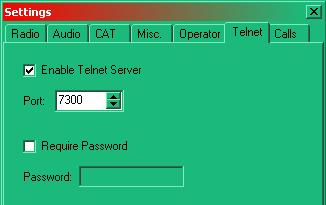 Settings
Radio Audio CAT Misc. Operator Telnet Calls
Enable Telnet Server
Port: 7300
Require Password
Password: